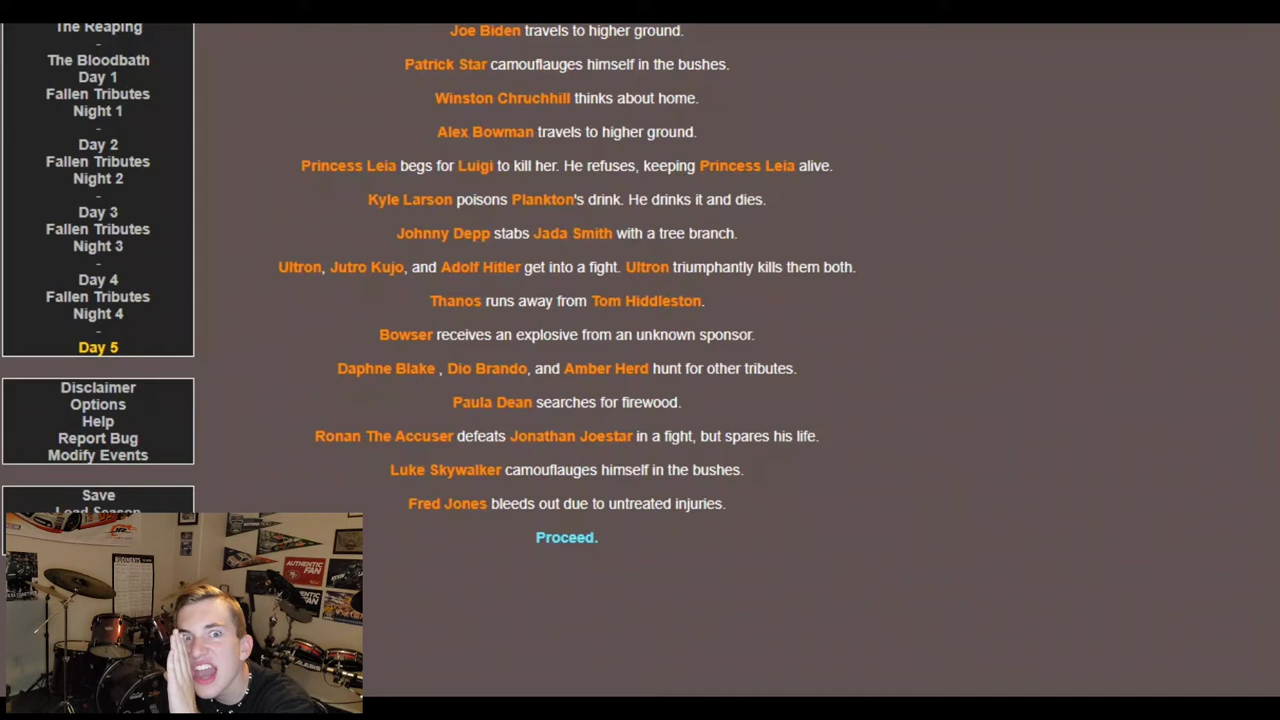 The Reaping
-
The Bloodbath
Day 1
Fallen Tributes
Night 1
-
Day 2
Fallen Tributes
Night 2
-
Day 3
Fallen Tributes
Night 3
-
Day 4
Fallen Tributes
Night 4
-
Day 5
Disclaimer
Options
Help
Report Bug
Modify Events
Save
Load Season
Joe Biden travels to higher ground.
Patrick Star camouflauges himself in the bushes.
Winston Chruchhill thinks about home.
Alex Bowman travels to higher ground.
Princess Leia begs for Luigi to kill her. He refuses, keeping Princess Leia alive.
Kyle Larson poisons Plankton's drink. He drinks it and dies.
Johnny Depp stabs Jada Smith with a tree branch.
Ultron, Jutro Kujo, and Adolf Hitler get into a fight. Ultron triumphantly kills them both.
Thanos runs away from Tom Hiddleston.
Bowser receives an explosive from an unknown sponsor.
Daphne Blake , Dio Brando, and Amber Herd hunt for other tributes.
Paula Dean searches for firewood.
Ronan The Accuser defeats Jonathan Joestar in a fight, but spares his life.
Luke Skywalker camouflauges himself in the bushes.
Fred Jones bleeds out due to untreated injuries.
Proceed.
RUDIMENTS
AUTHENTIC
FAN
AUTHENTIC
FAN
ALESIS